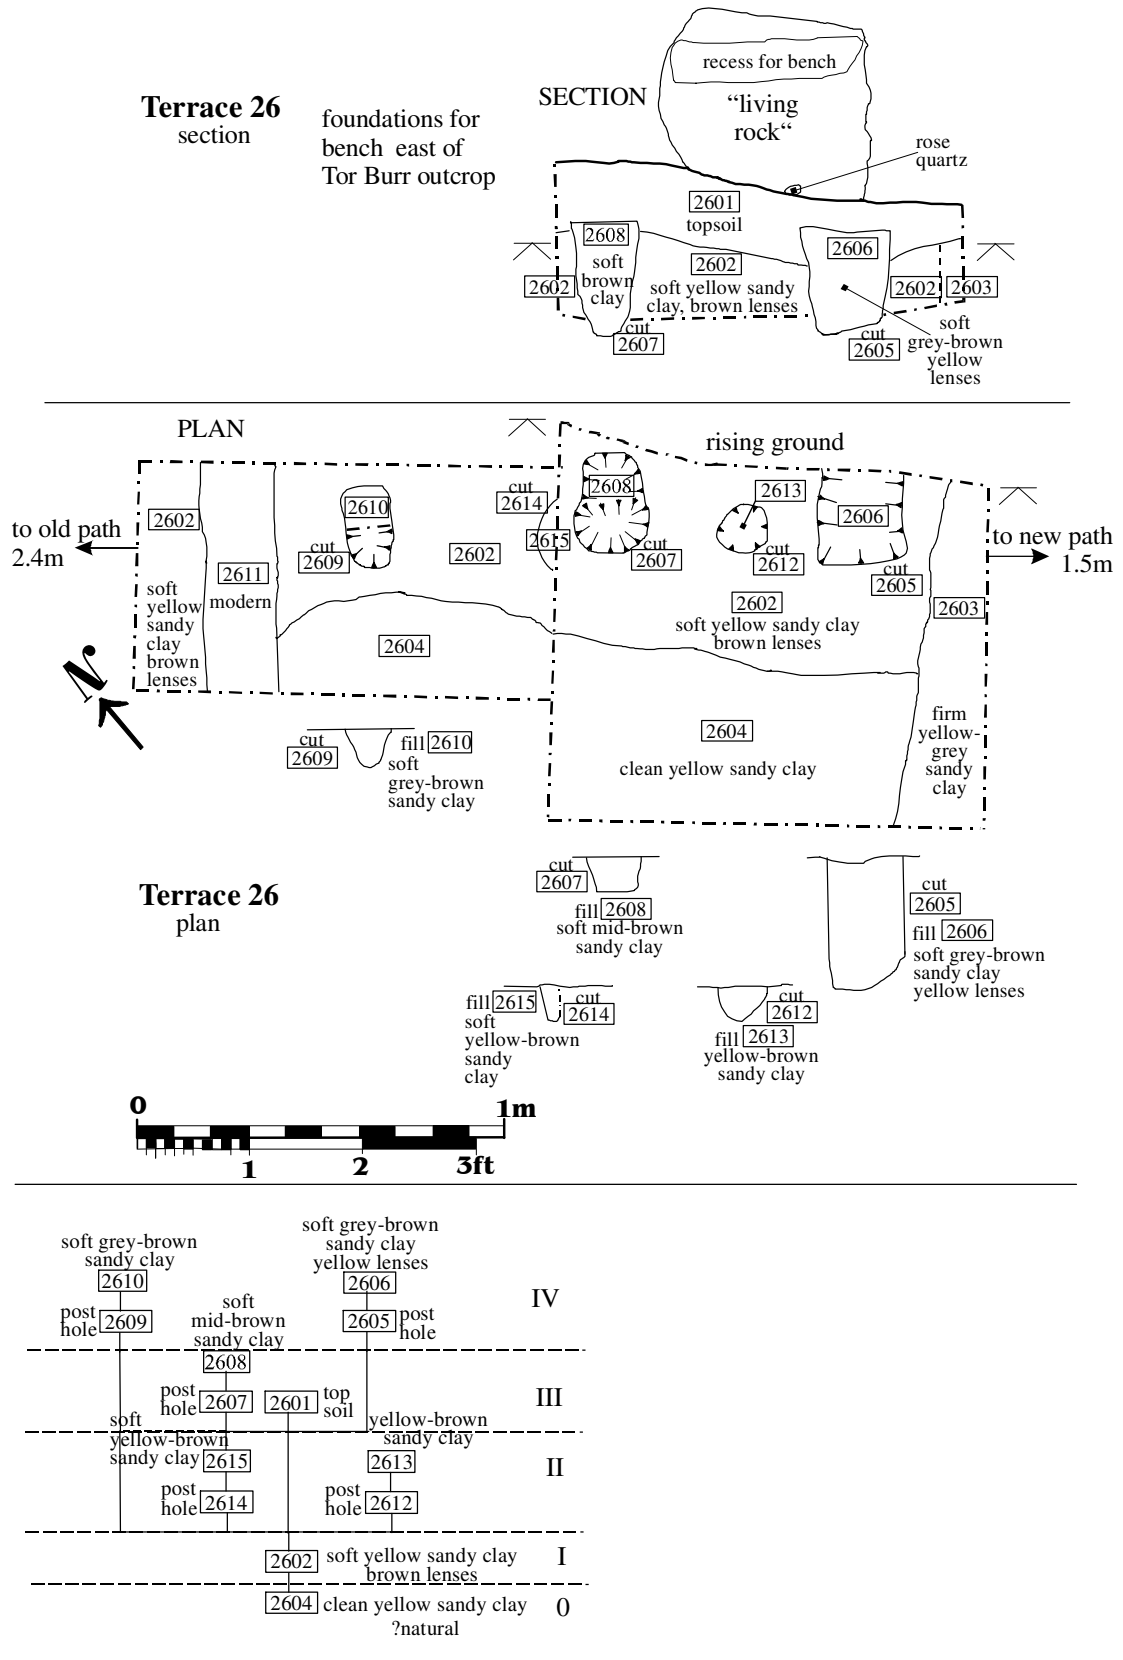 Terrace 26
section
foundations for
bench east of
Tor Burr outcrop
SECTION
recess for bench
“living
rock“
rose
quartz
2601
topsoil
2608
soft
brown
clay
2602
2602
soft yellow sandy
clay, brown lenses
2606
2602
2603
cut
2607
cut
2605
soft
grey-brown
yellow
lenses
PLAN
rising ground
to old path
2.4m
to new path
1.5m
2602
soft
yellow
sandy
clay
brown
lenses
2611
modern
2610
cut
2609
2602
cut
2614
2615
2608
cut
2607
2613
cut
2612
2606
cut
2605
2602
soft yellow sandy clay
brown lenses
2603
2604
2604
clean yellow sandy clay
firm
yellow-
grey
sandy
clay
N
cut
2609
fill 2610
soft
grey-brown
sandy clay
Terrace 26
plan
cut
2607
fill 2608
soft mid-brown
sandy clay
cut
2605
fill 2606
soft grey-brown
sandy clay
yellow lenses
fill 2615
soft
yellow-brown
sandy
clay
cut
2614
cut
2612
fill 2613
yellow-brown
sandy clay
0 1m
1 2 3ft
soft grey-brown
sandy clay
2610
post
hole 2609
soft grey-brown
sandy clay
yellow lenses
2606
2605 post
hole
IV
soft
mid-brown
sandy clay
2608
post
hole 2607
2601 top
soil
III
soft
yellow-brown
sandy clay 2615
post
hole 2614
yellow-brown
sandy clay
2613
post
hole 2612
II
2602 soft yellow sandy clay
brown lenses
I
2604 clean yellow sandy clay
?natural
0